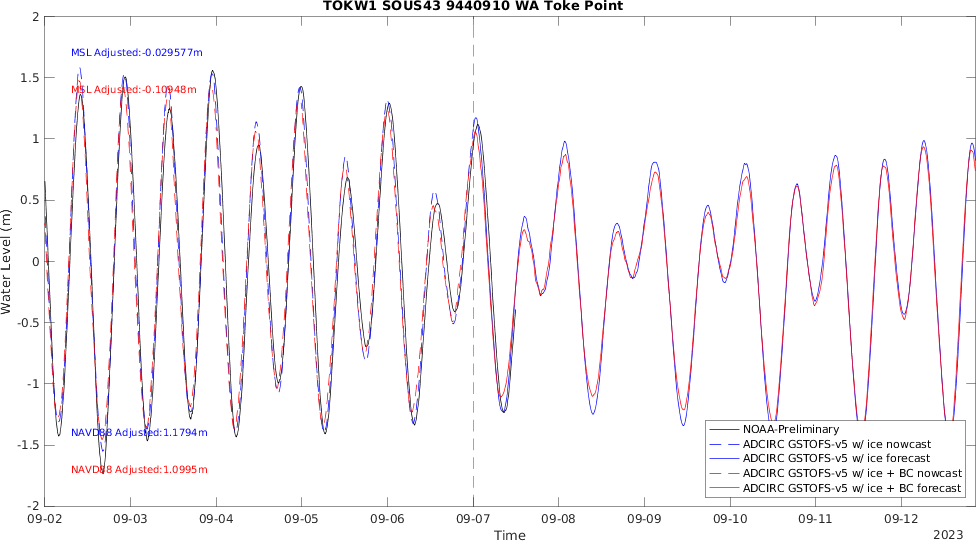 TOKW1 SOUS43 9440910 WA Toke Point
2
1.5
1
0.5
0
-0.5
-1
-1.5
-2
Water Level (m)
MSL Adjusted:-0.029577m
MSL Adjusted:-0.10948m
NAVD88 Adjusted:1.1794m
NAVD88 Adjusted:1.0995m
NOAA-Preliminary
ADCIRC GSTOFS-v5 w/ ice nowcast
ADCIRC GSTOFS-v5 w/ ice forecast
ADCIRC GSTOFS-v5 w/ ice + BC nowcast
ADCIRC GSTOFS-v5 w/ ice + BC forecast
09-02 09-03 09-04 09-05 09-06 09-07 09-08 09-09 09-10 09-11 09-12
Time
2023